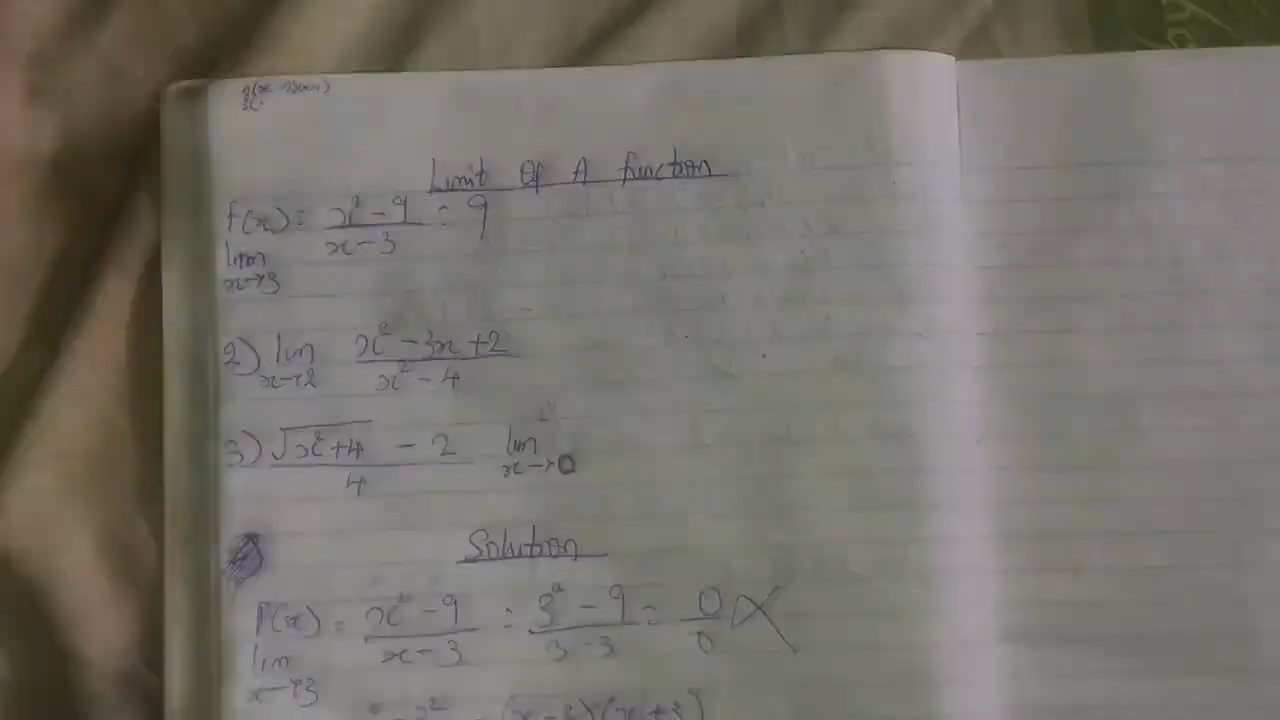 Limit Of A function
f(x) = x² - 9 / x - 3 = 9
lim x→3
2) lim x→2 x² - 3x + 2 / x² - 4
3) √x²+4 - 2 / 4 lim x→0
Solution
f(x) = x² - 9 / x - 3 = 3² - 9 / 3 - 3 = 0 / 0 X
lim x→3
(x+3)